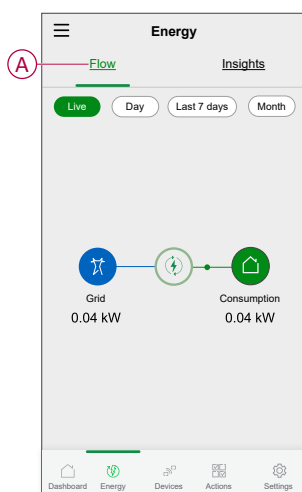 Energy
A
Flow Insights
Live Day Last 7 days Month
Grid Consumption
0.04 kW 0.04 kW
Dashboard Energy Devices Actions Settings